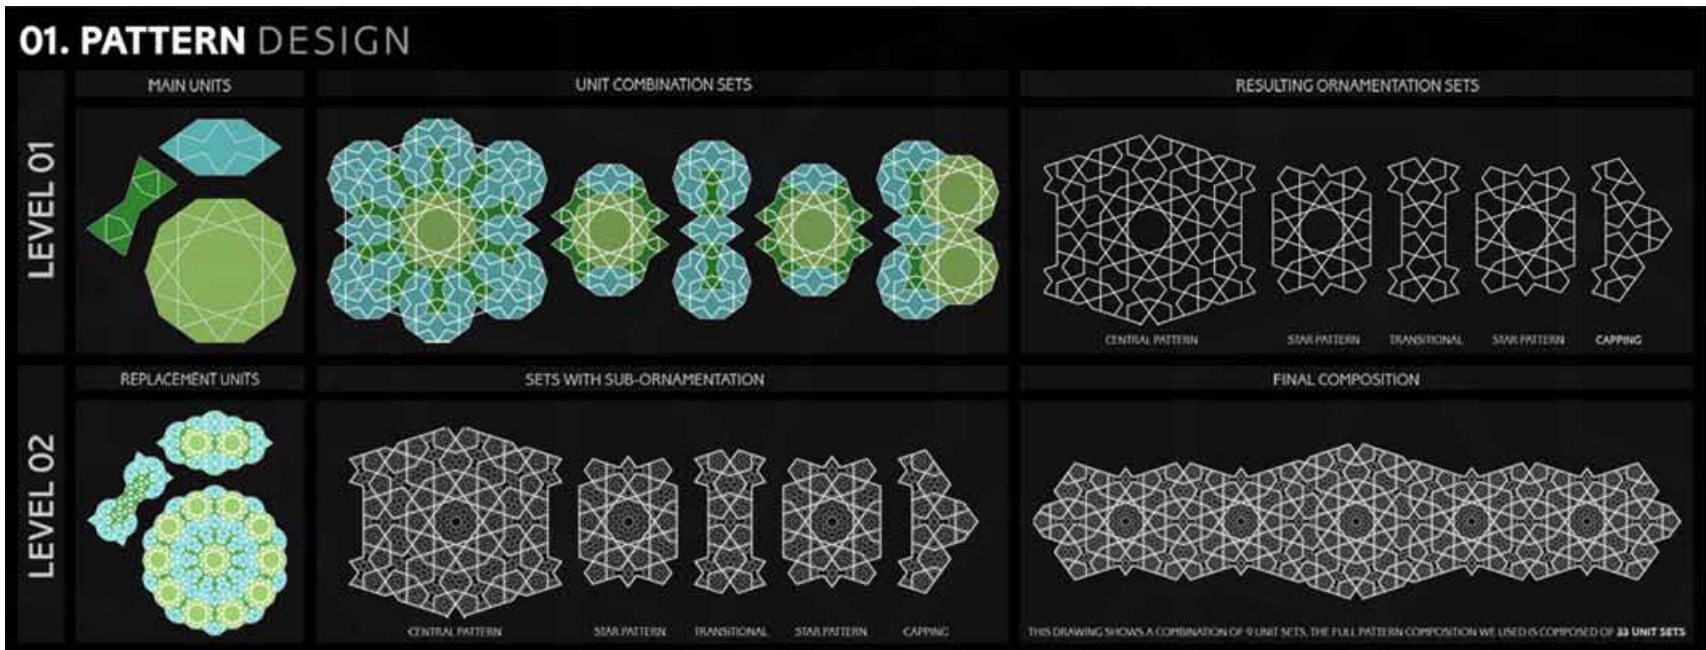 01. PATTERN DESIGN
LEVEL 01
MAIN UNITS
UNIT COMBINATION SETS
RESULTING ORNAMENTATION SETS
CENTRAL PATTERN
STAR PATTERN
TRANSITIONAL
STAR PATTERN
CAPPING
LEVEL 02
REPLACEMENT UNITS
SETS WITH SUB-ORNAMENTATION
FINAL COMPOSITION
CENTRAL PATTERN
STAR PATTERN
TRANSITIONAL
STAR PATTERN
CAPPING
THIS DRAWING SHOWS A COMBINATION OF 9 UNIT SETS, THE FULL PATTERN COMPOSITION WE USED IS COMPOSED OF 33 UNIT SETS